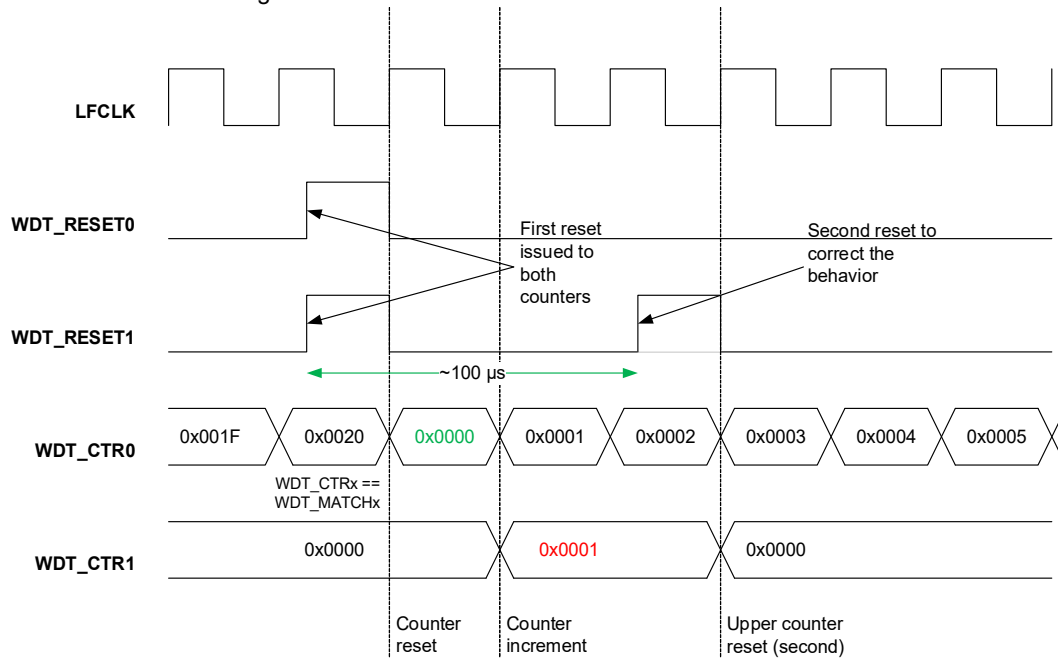 LFCLK
WDT_RESET0
First reset
issued to
both
counters
Second reset to
correct the
behavior
WDT_RESET1
~100 µs
WDT_CTR0
0x001F 0x0020 0x0000 0x0001 0x0002 0x0003 0x0004 0x0005
WDT_CTRx ==
WDT_MATCHx
WDT_CTR1
0x0000 0x0001 0x0000
Counter
reset
Counter
increment
Upper counter
reset (second)